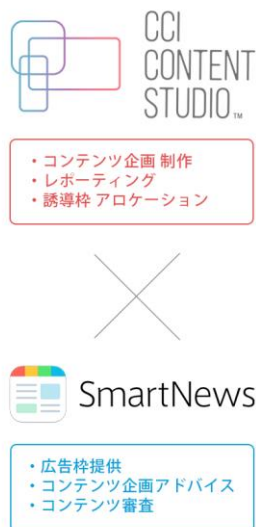 CCI
CONTENT
STUDIO™
・コンテンツ企画 制作
・レポーティング
・誘導枠 アロケーション
SmartNews
・広告枠提供
・コンテンツ企画アドバイス
・コンテンツ審査